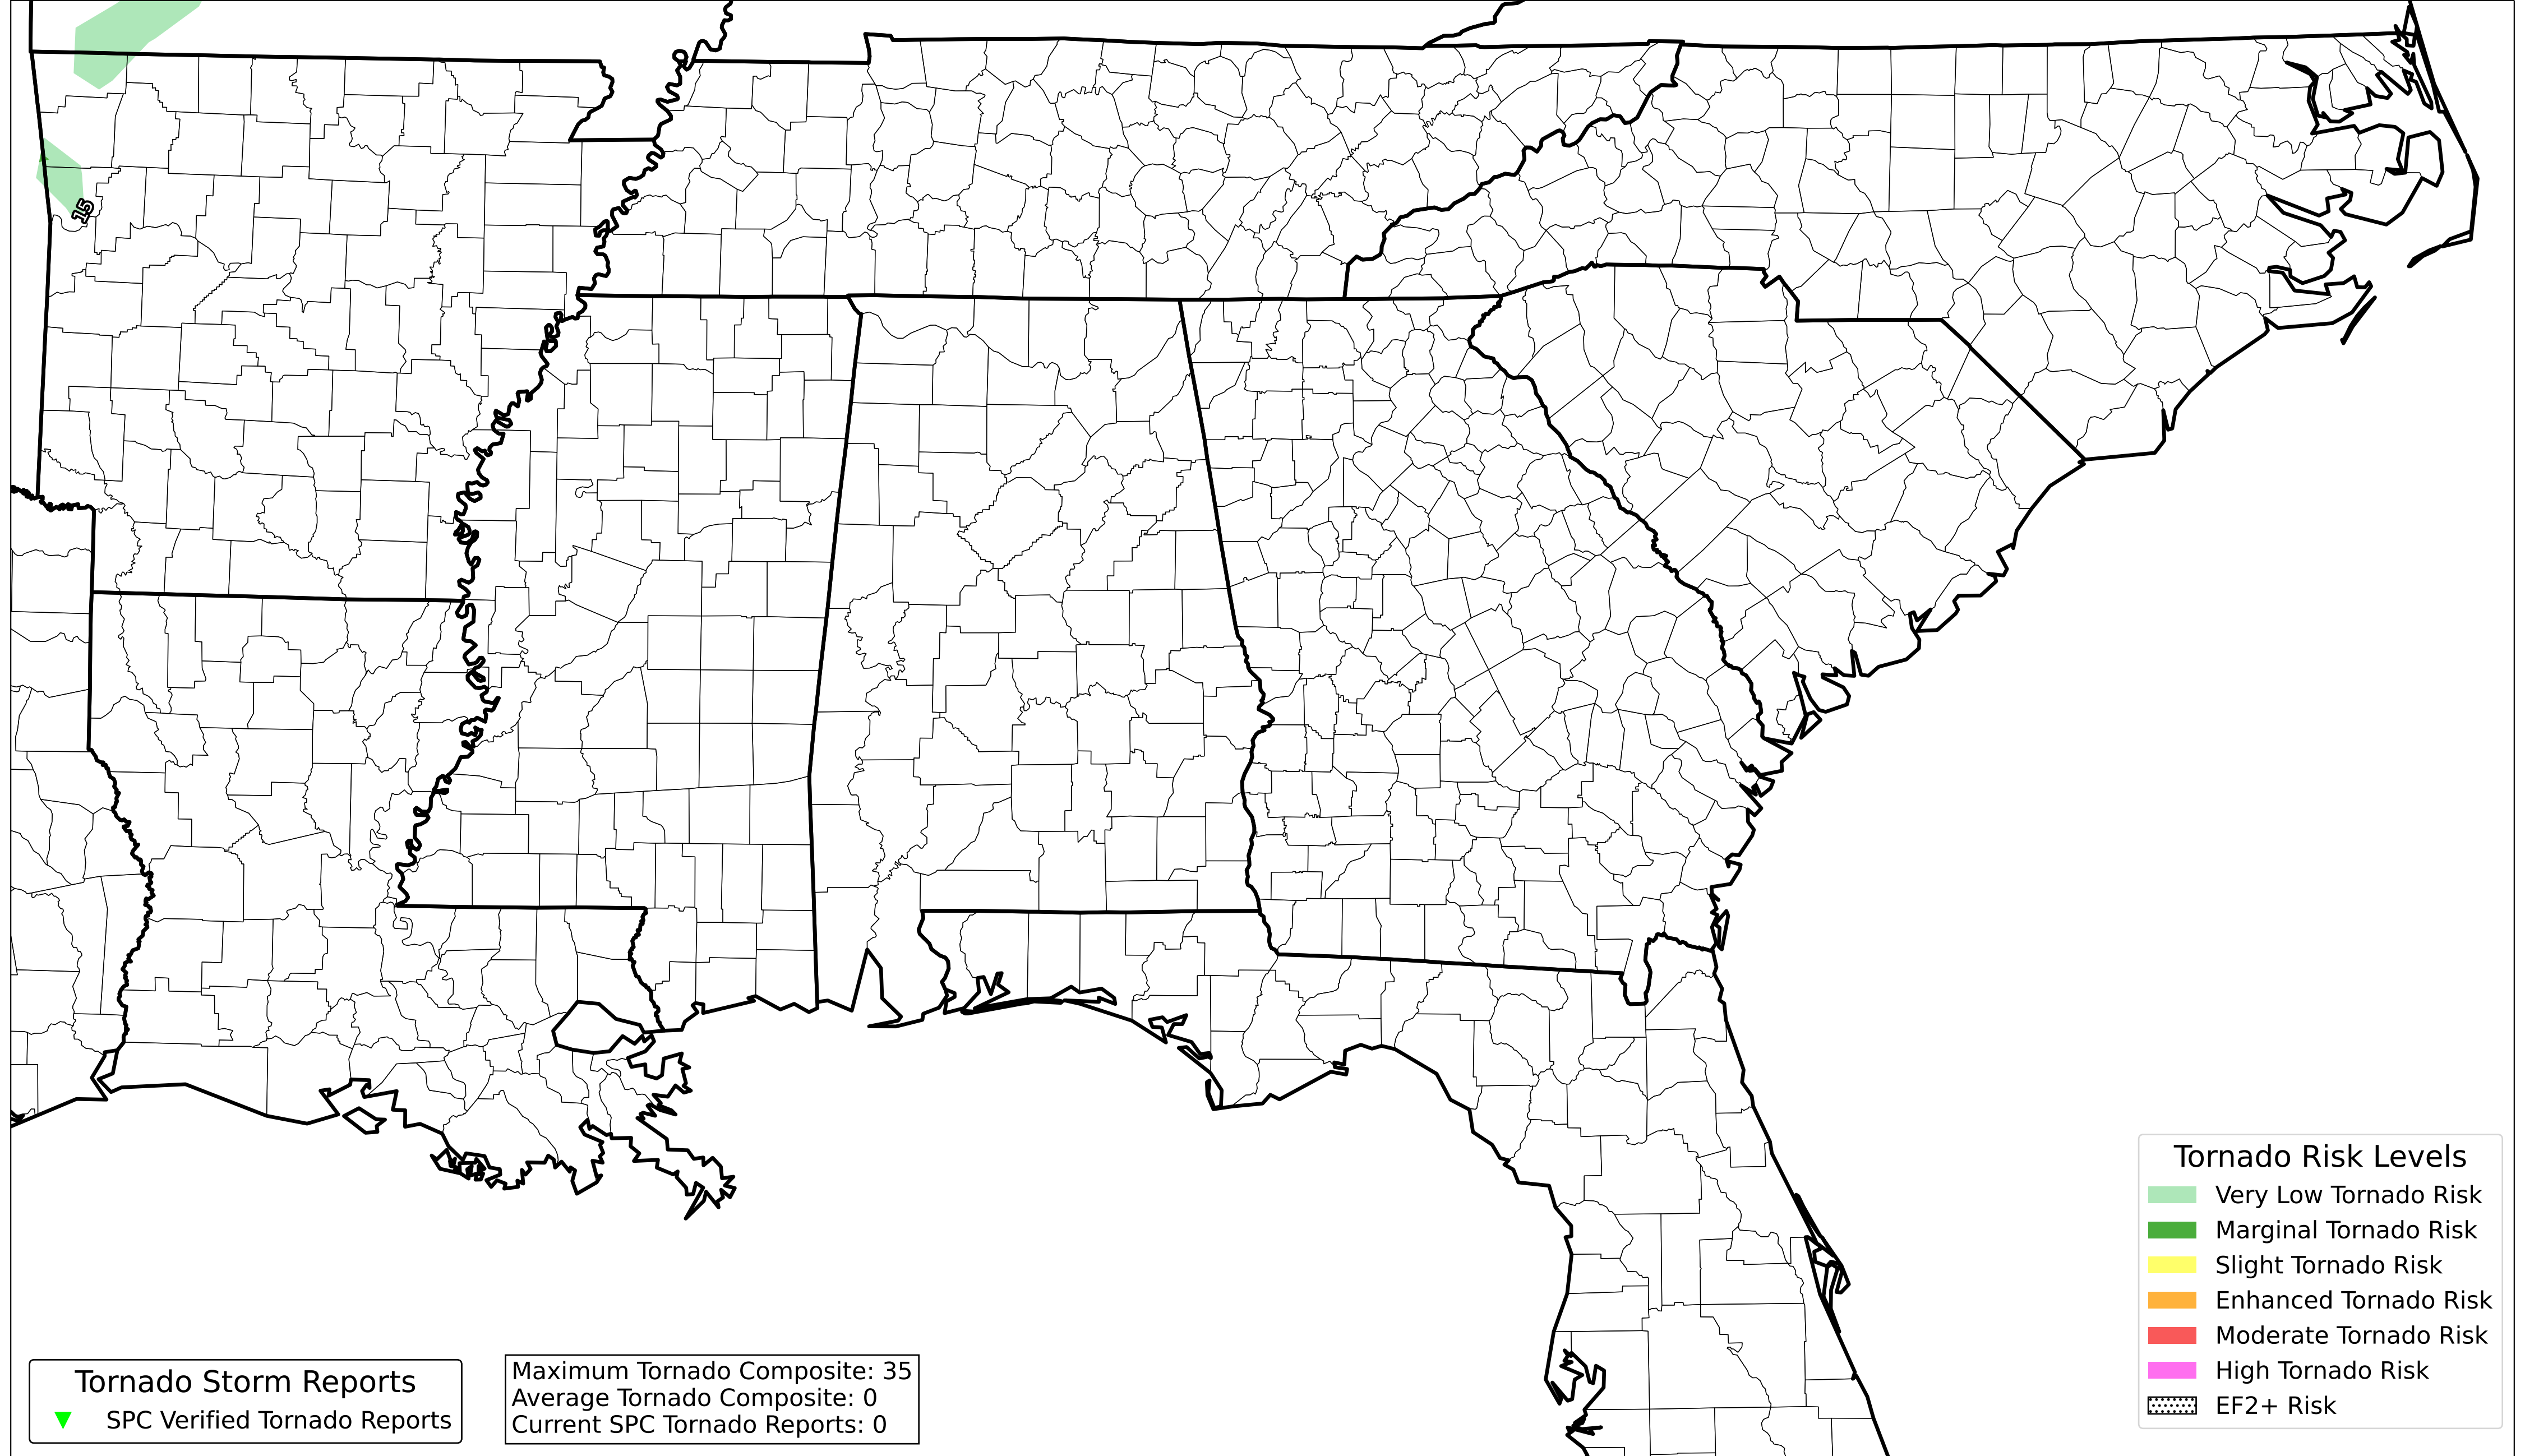 15
Tornado Storm Reports
SPC Verified Tornado Reports
Maximum Tornado Composite: 35
Average Tornado Composite: 0
Current SPC Tornado Reports: 0
Tornado Risk Levels
Very Low Tornado Risk
Marginal Tornado Risk
Slight Tornado Risk
Enhanced Tornado Risk
Moderate Tornado Risk
High Tornado Risk
EF2+ Risk